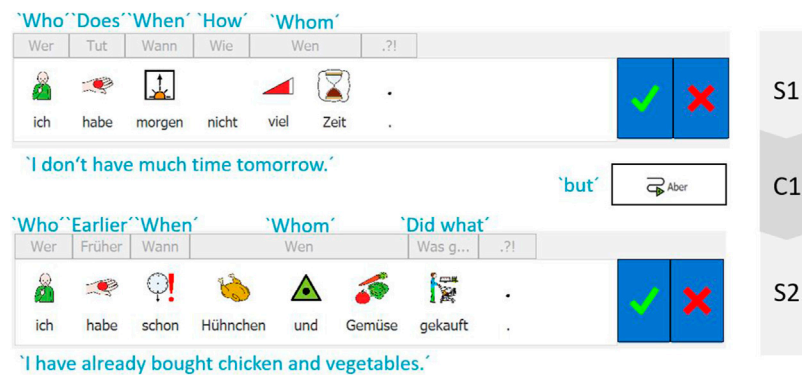 `Who´ `Does´ `When´ `How´ `Whom´
Wer Tut Wann Wie Wen .?!
ich habe morgen nicht viel Zeit .
S1
`I don't have much time tomorrow.´
`but´ Aber C1
`Who´ `Earlier´ `When´ `Whom´ `Did what´
Wer Früher Wann Wen Was g... .?!
S2
ich habe schon Hühnchen und Gemüse gekauft .
`I have already bought chicken and vegetables.´